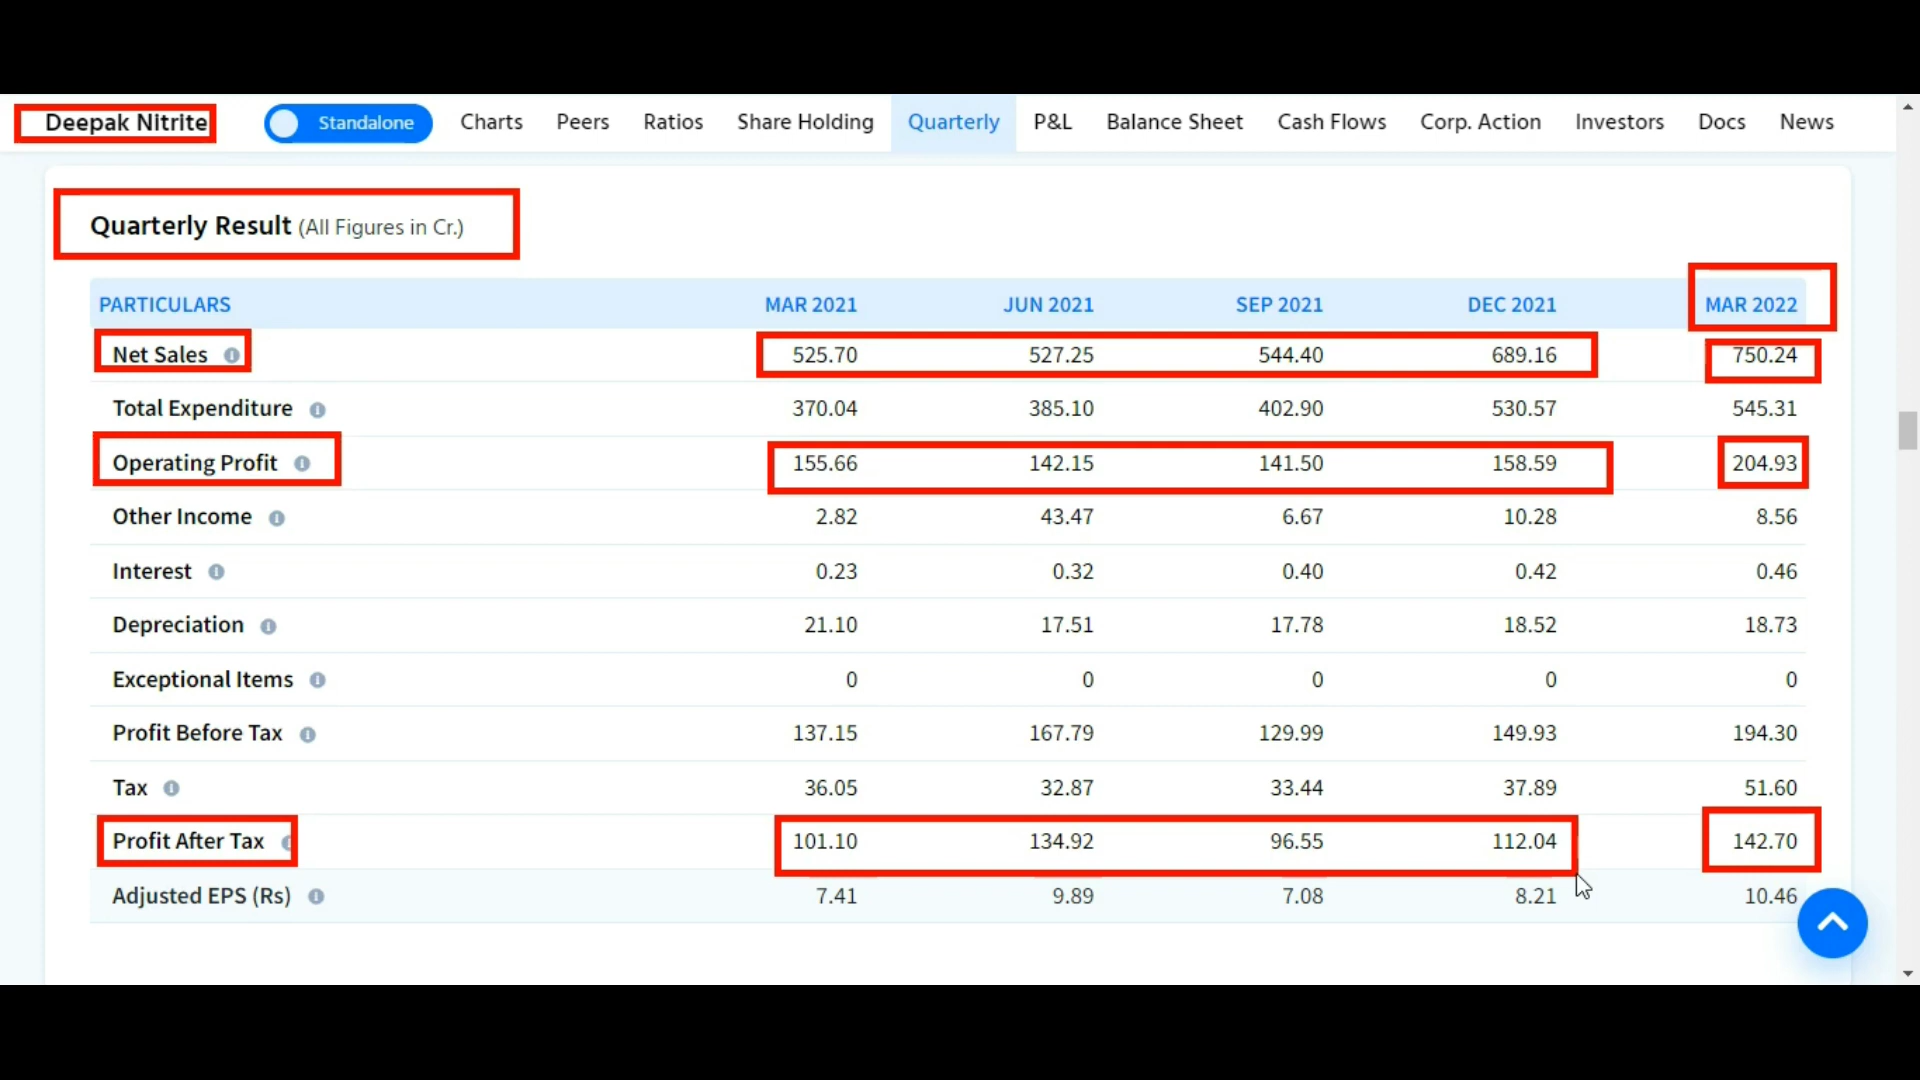 Deepak Nitrite Standalone Charts Peers Ratios Share Holding Quarterly P&L Balance Sheet Cash Flows Corp. Action Investors Docs News
Quarterly Result (All Figures in Cr.)
PARTICULARS MAR 2021 JUN 2021 SEP 2021 DEC 2021 MAR 2022
Net Sales 525.70 527.25 544.40 689.16 750.24
Total Expenditure 370.04 385.10 402.90 530.57 545.31
Operating Profit 155.66 142.15 141.50 158.59 204.93
Other Income 2.82 43.47 6.67 10.28 8.56
Interest 0.23 0.32 0.40 0.42 0.46
Depreciation 21.10 17.51 17.78 18.52 18.73
Exceptional Items 0 0 0 0 0
Profit Before Tax 137.15 167.79 129.99 149.93 194.30
Tax 36.05 32.87 33.44 37.89 51.60
Profit After Tax 101.10 134.92 96.55 112.04 142.70
Adjusted EPS (Rs) 7.41 9.89 7.08 8.21 10.46